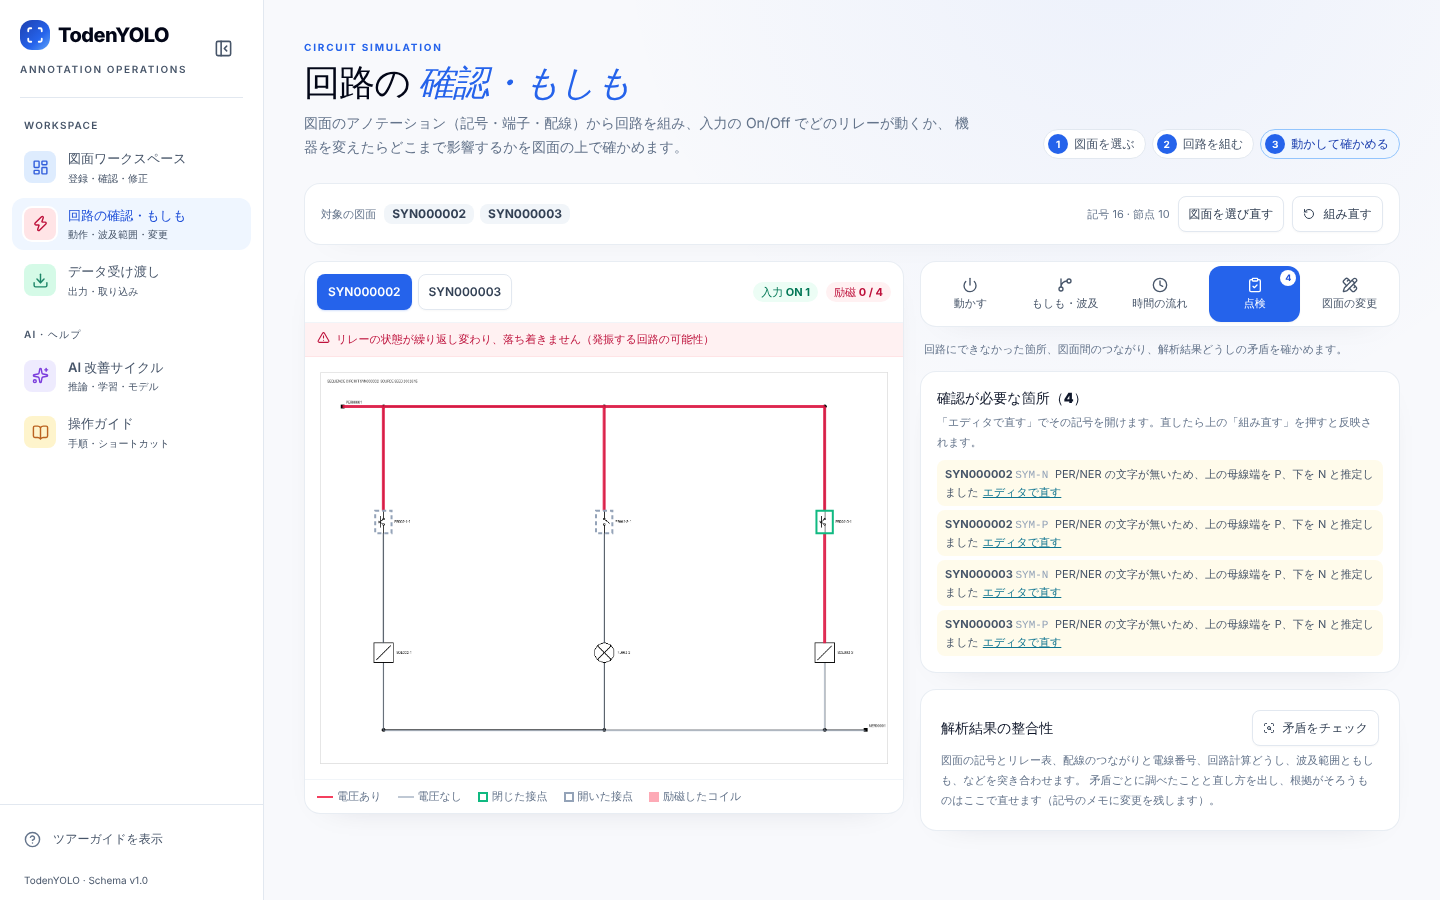 TodenYOLO
ANNOTATION OPERATIONS
WORKSPACE
図面ワークスペース
登録・確認・修正
回路の確認・もしも
動作・波及範囲・変更
データ受け渡し
出力・取り込み
AI・ヘルプ
AI 改善サイクル
推論・学習・モデル
操作ガイド
手順・ショートカット
ツアーガイドを表示
TodenYOLO · Schema v1.0
CIRCUIT SIMULATION
回路の 確認・もしも
図面のアノテーション（記号・端子・配線）から回路を組み、入力の On/Off でどのリレーが動くか、 機
器を変えたらどこまで影響するかを図面の上で確かめます。
1 図面を選ぶ
2 回路を組む
3 動かして確かめる
対象の図面 SYN000002 SYN000003
記号 16 · 節点 10
図面を選び直す
組み直す
SYN000002
SYN000003
入力 ON 1
励磁 0 / 4
リレーの状態が繰り返し変わり、落ち着きません（発振する回路の可能性）
電圧あり
電圧なし
閉じた接点
開いた接点
励磁したコイル
動かす
もしも・波及
時間の流れ
点検
4
図面の変更
回路にできなかった箇所、図面間のつながり、解析結果どうしの矛盾を確かめます。
確認が必要な箇所（4）
「エディタで直す」でその記号を開けます。直したら上の「組み直す」を押すと反映さ
れます。
SYN000002 SYM-N PER/NER の文字が無いため、上の母線端を P、下を N と推定し
ました エディタで直す
SYN000002 SYM-P PER/NER の文字が無いため、上の母線端を P、下を N と推定し
ました エディタで直す
SYN000003 SYM-N PER/NER の文字が無いため、上の母線端を P、下を N と推定し
ました エディタで直す
SYN000003 SYM-P PER/NER の文字が無いため、上の母線端を P、下を N と推定し
ました エディタで直す
解析結果の整合性
矛盾をチェック
図面の記号とリレー表、配線のつながりと電線番号、回路計算どうし、波及範囲ともし
も、などを突き合わせます。 矛盾ごとに調べたことと直し方を出し、根拠がそろうも
のはここで直せます（記号のメモに変更を残します）。